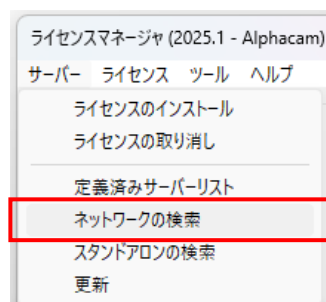 ライセンスマネージャ (2025.1 - Alphacam)
サーバー ライセンス ツール ヘルプ
ライセンスのインストール
ライセンスの取り消し
定義済みサーバーリスト
ネットワークの検索
スタンドアロンの検索
更新